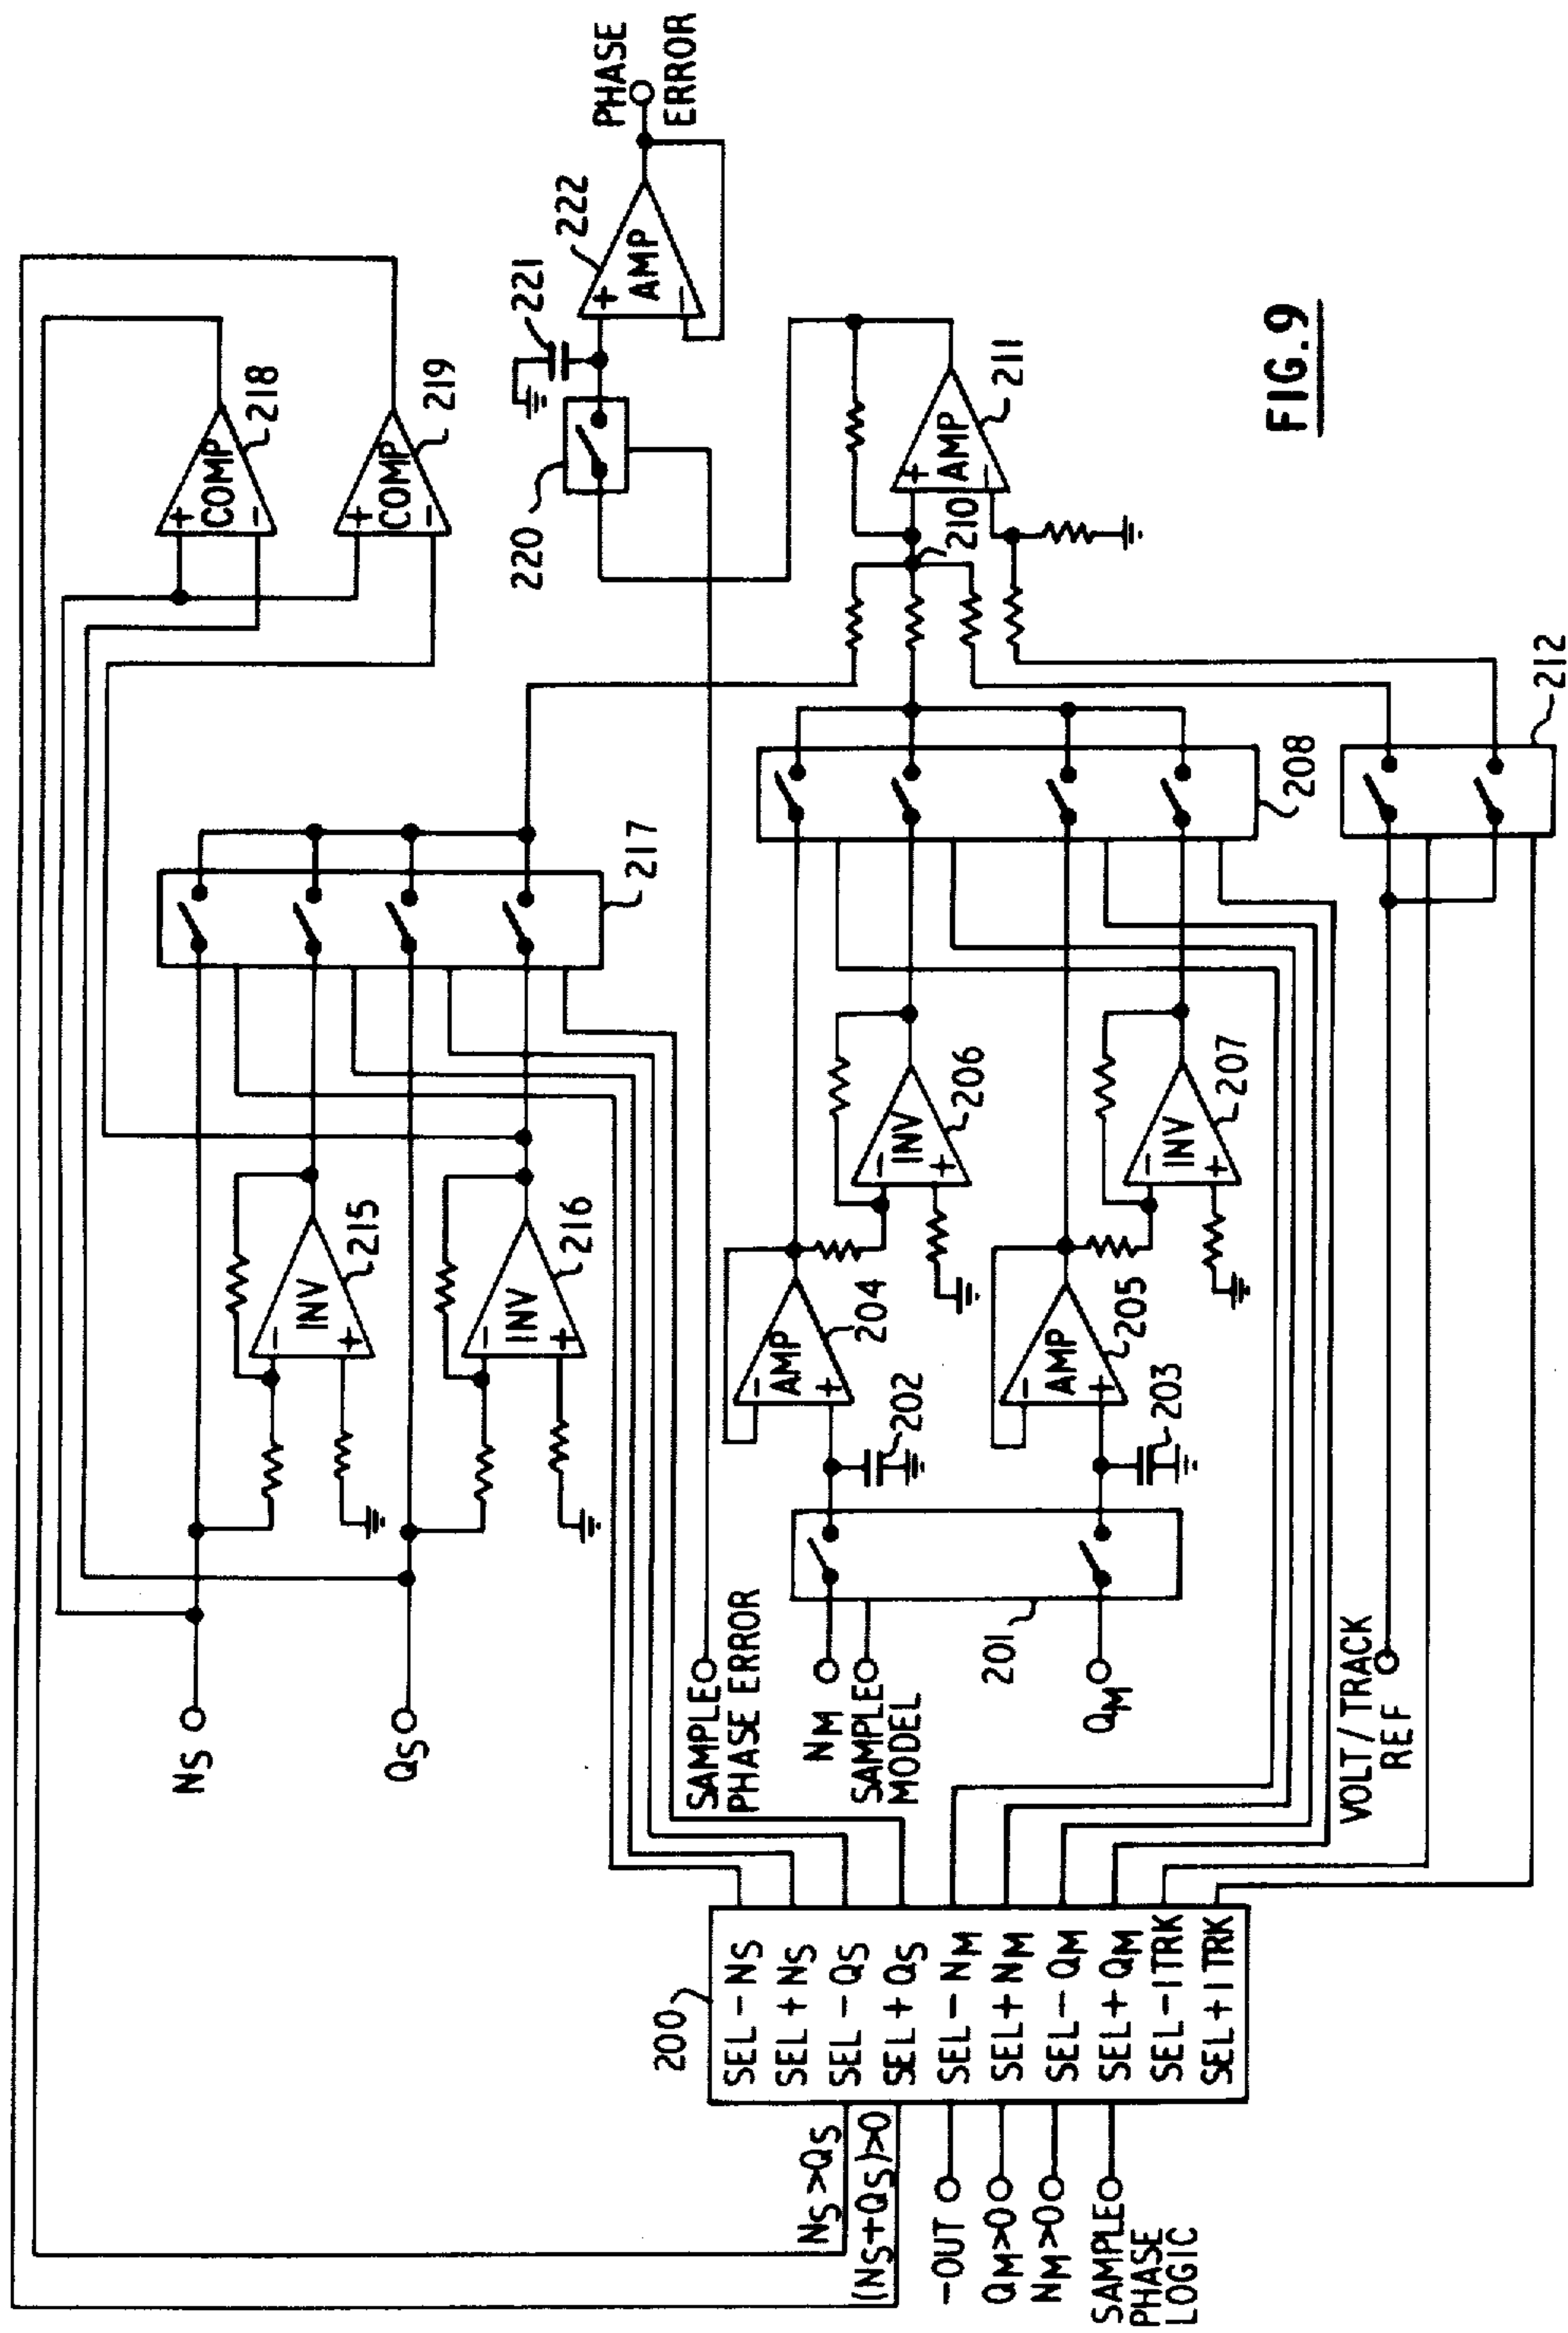 NS
QS
INV
215
INV
216
217
COMP
218
COMP
219
SAMPLE
PHASE ERROR
220
221
222
+
AMP
−
PHASE
ERROR
NM
SAMPLE
MODEL
QM
201
202
203
AMP
204
AMP
205
INV
206
INV
207
208
210
AMP
211
VOLT/TRACK
REF
212
200
NS>QS
(NS+QS)>0
-OUT
QM>0
NM>0
SAMPLE
PHASE
LOGIC
SEL-NS
SEL+NS
SEL-QS
SEL+QS
SEL-NM
SEL+NM
SEL-QM
SEL+QM
SEL-1TRK
SEL+1TRK
FIG.9